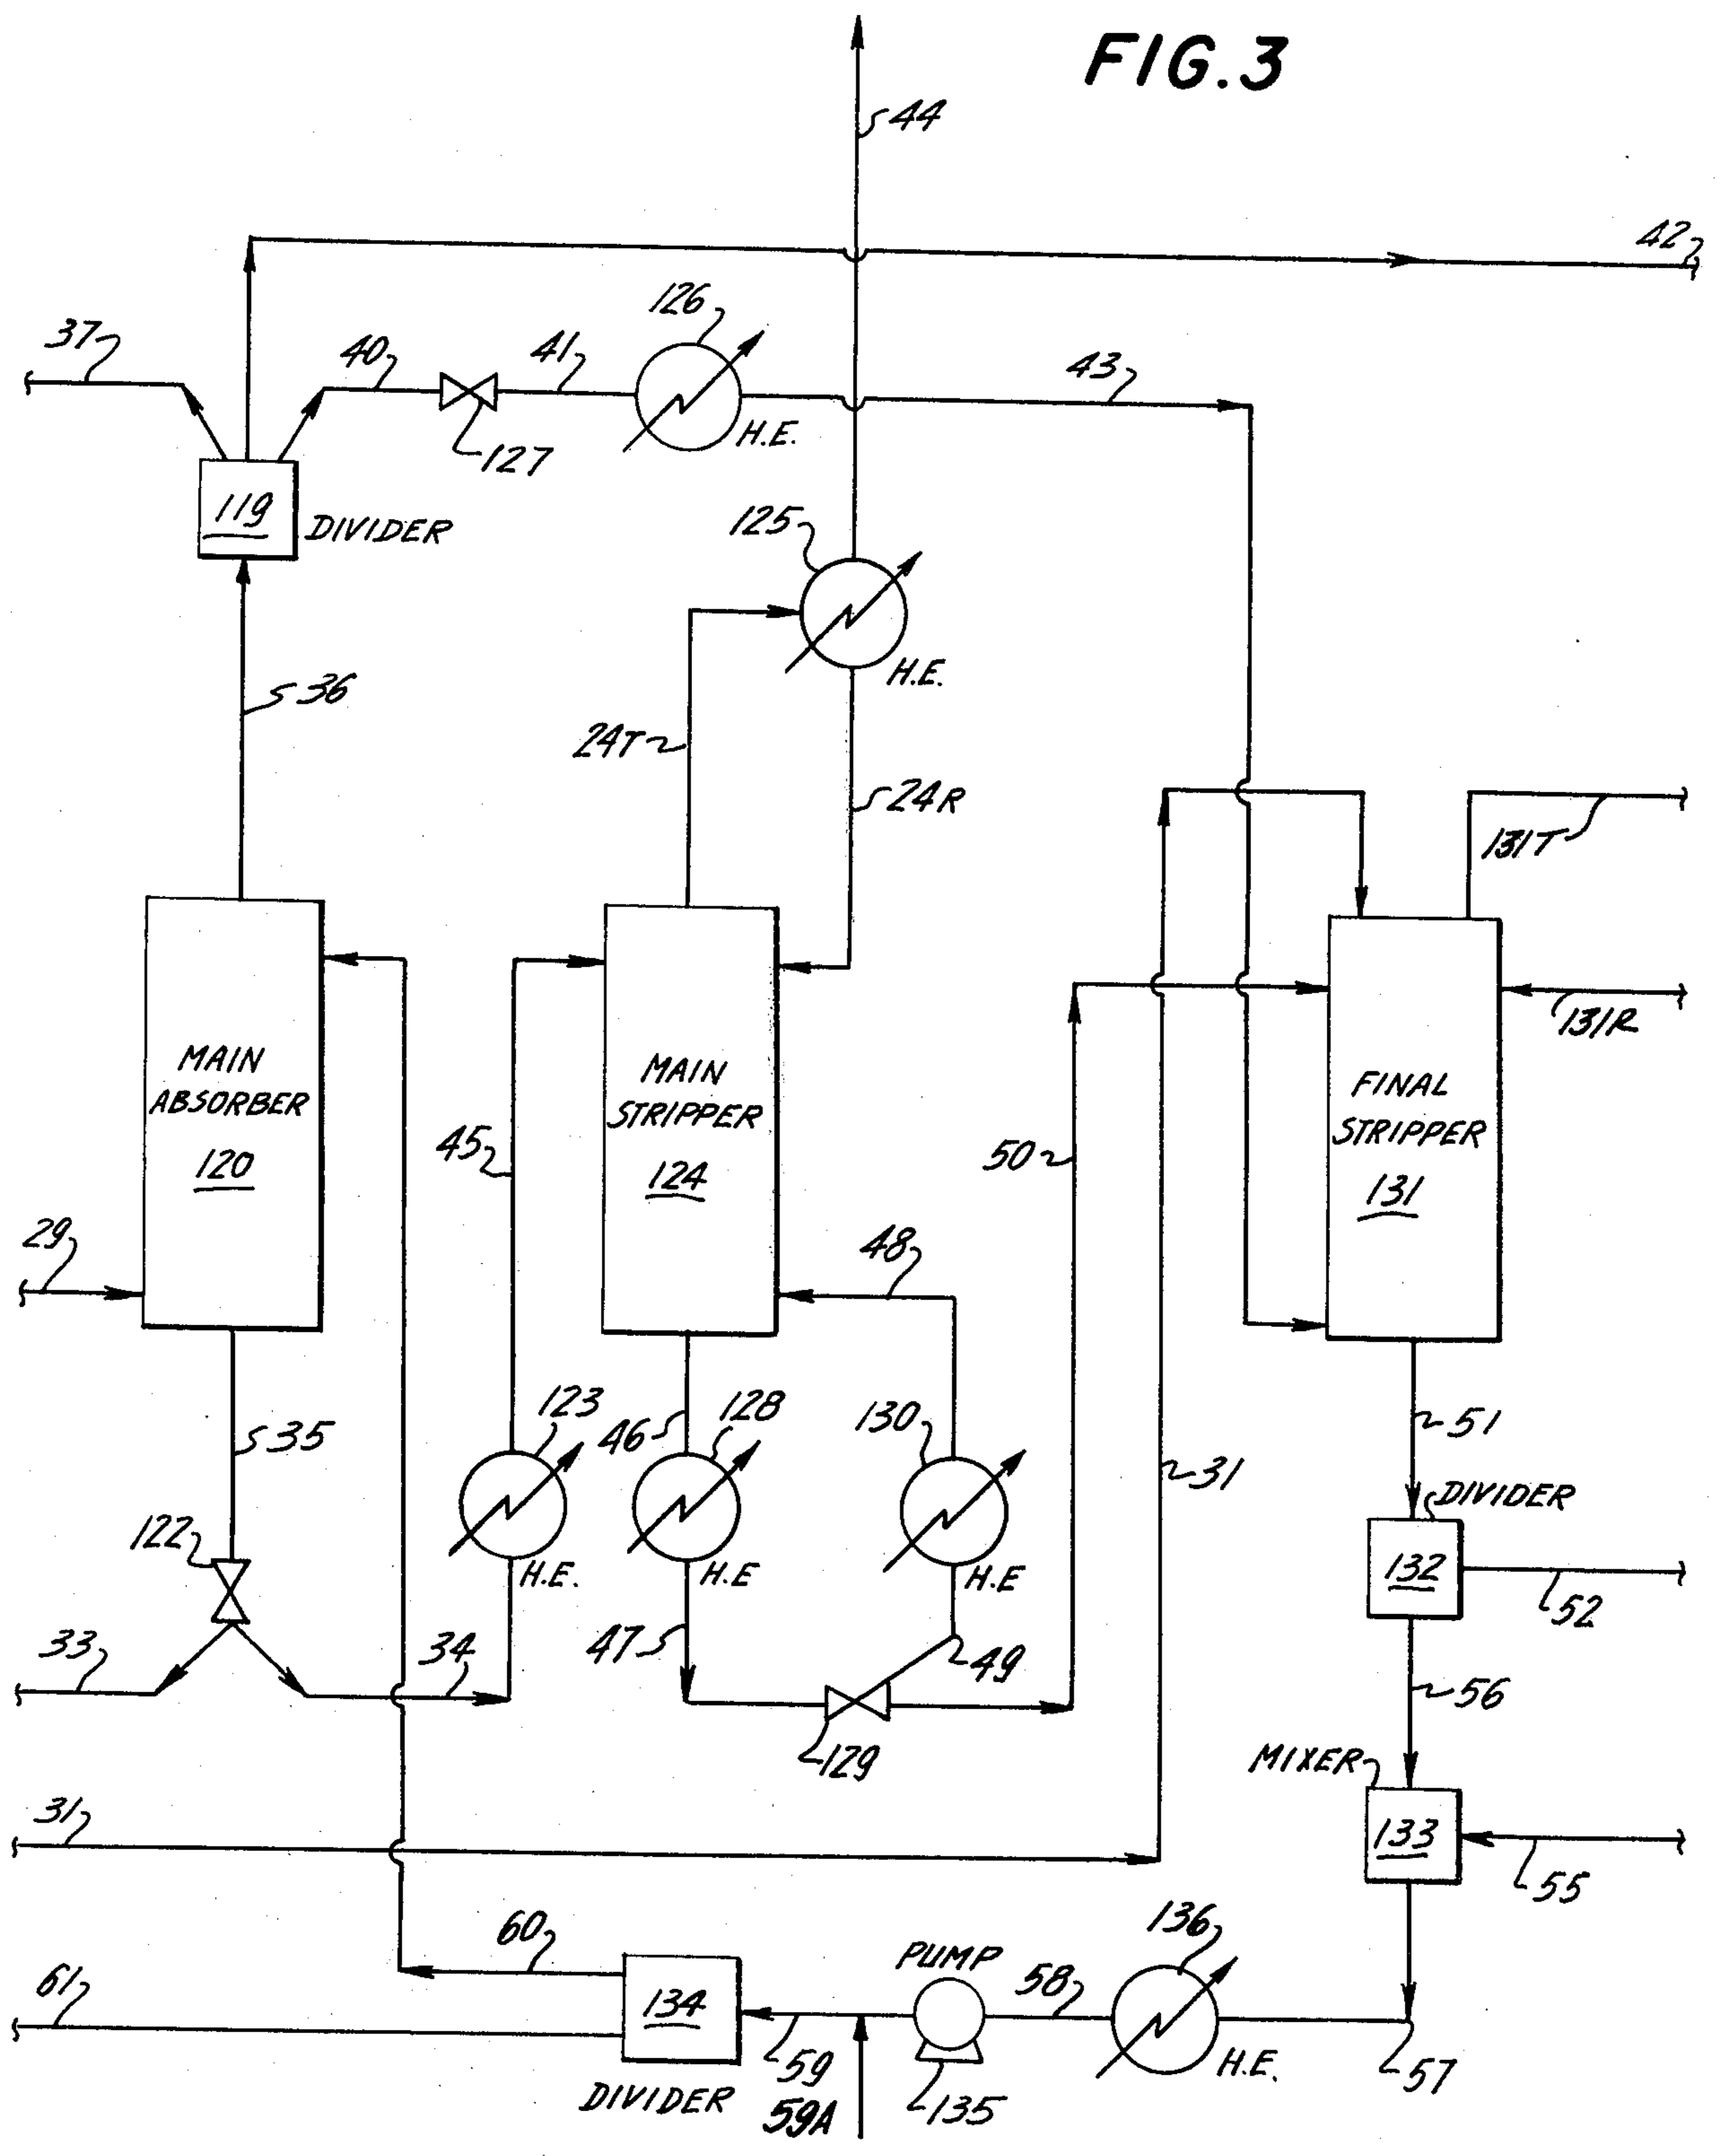 FIG.3
44
42
126
37
40
41
43
H.E.
127
125
119
DIVIDER
H.E.
36
24T
24R
131T
131R
MAIN
ABSORBER
120
MAIN
STRIPPER
124
FINAL
STRIPPER
131
45
50
29
48
123
128
130
35
46
51
31
DIVIDER
122
H.E.
H.E
H.E
132
52
33
34
47
49
56
129
MIXER
31
133
55
136
60
PUMP
58
61
134
59
H.E.
57
DIVIDER
59A
135